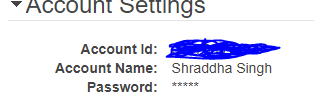 Account Settings
Account Id:
Account Name: Shraddha Singh
Password: *****